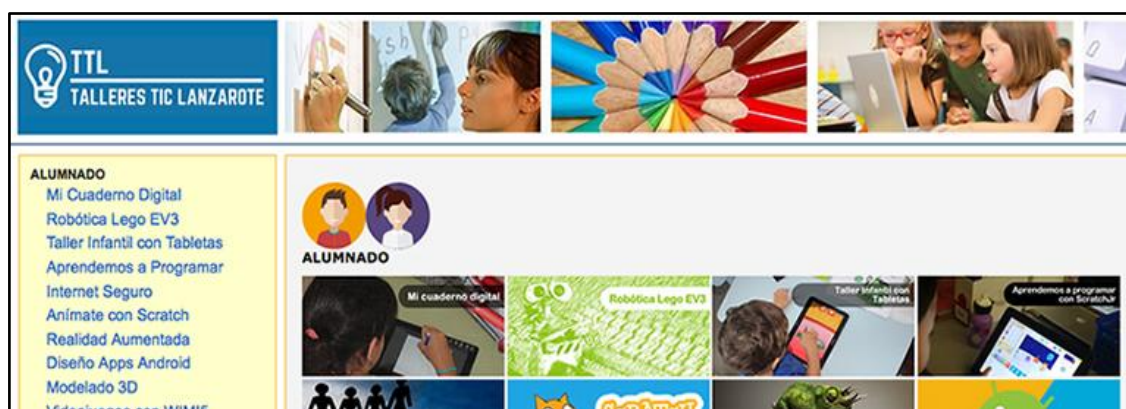 TTL
TALLERES TIC LANZAROTE
ALUMNADO
Mi Cuaderno Digital
Robótica Lego EV3
Taller Infantil con Tabletas
Aprendemos a Programar
Internet Seguro
Anímate con Scratch
Realidad Aumentada
Diseño Apps Android
Modelado 3D
ALUMNADO
Mi cuaderno digital
Robótica Lego EV3
Taller Infantil con
Tabletas
Aprendemos a programar
con ScratchJr